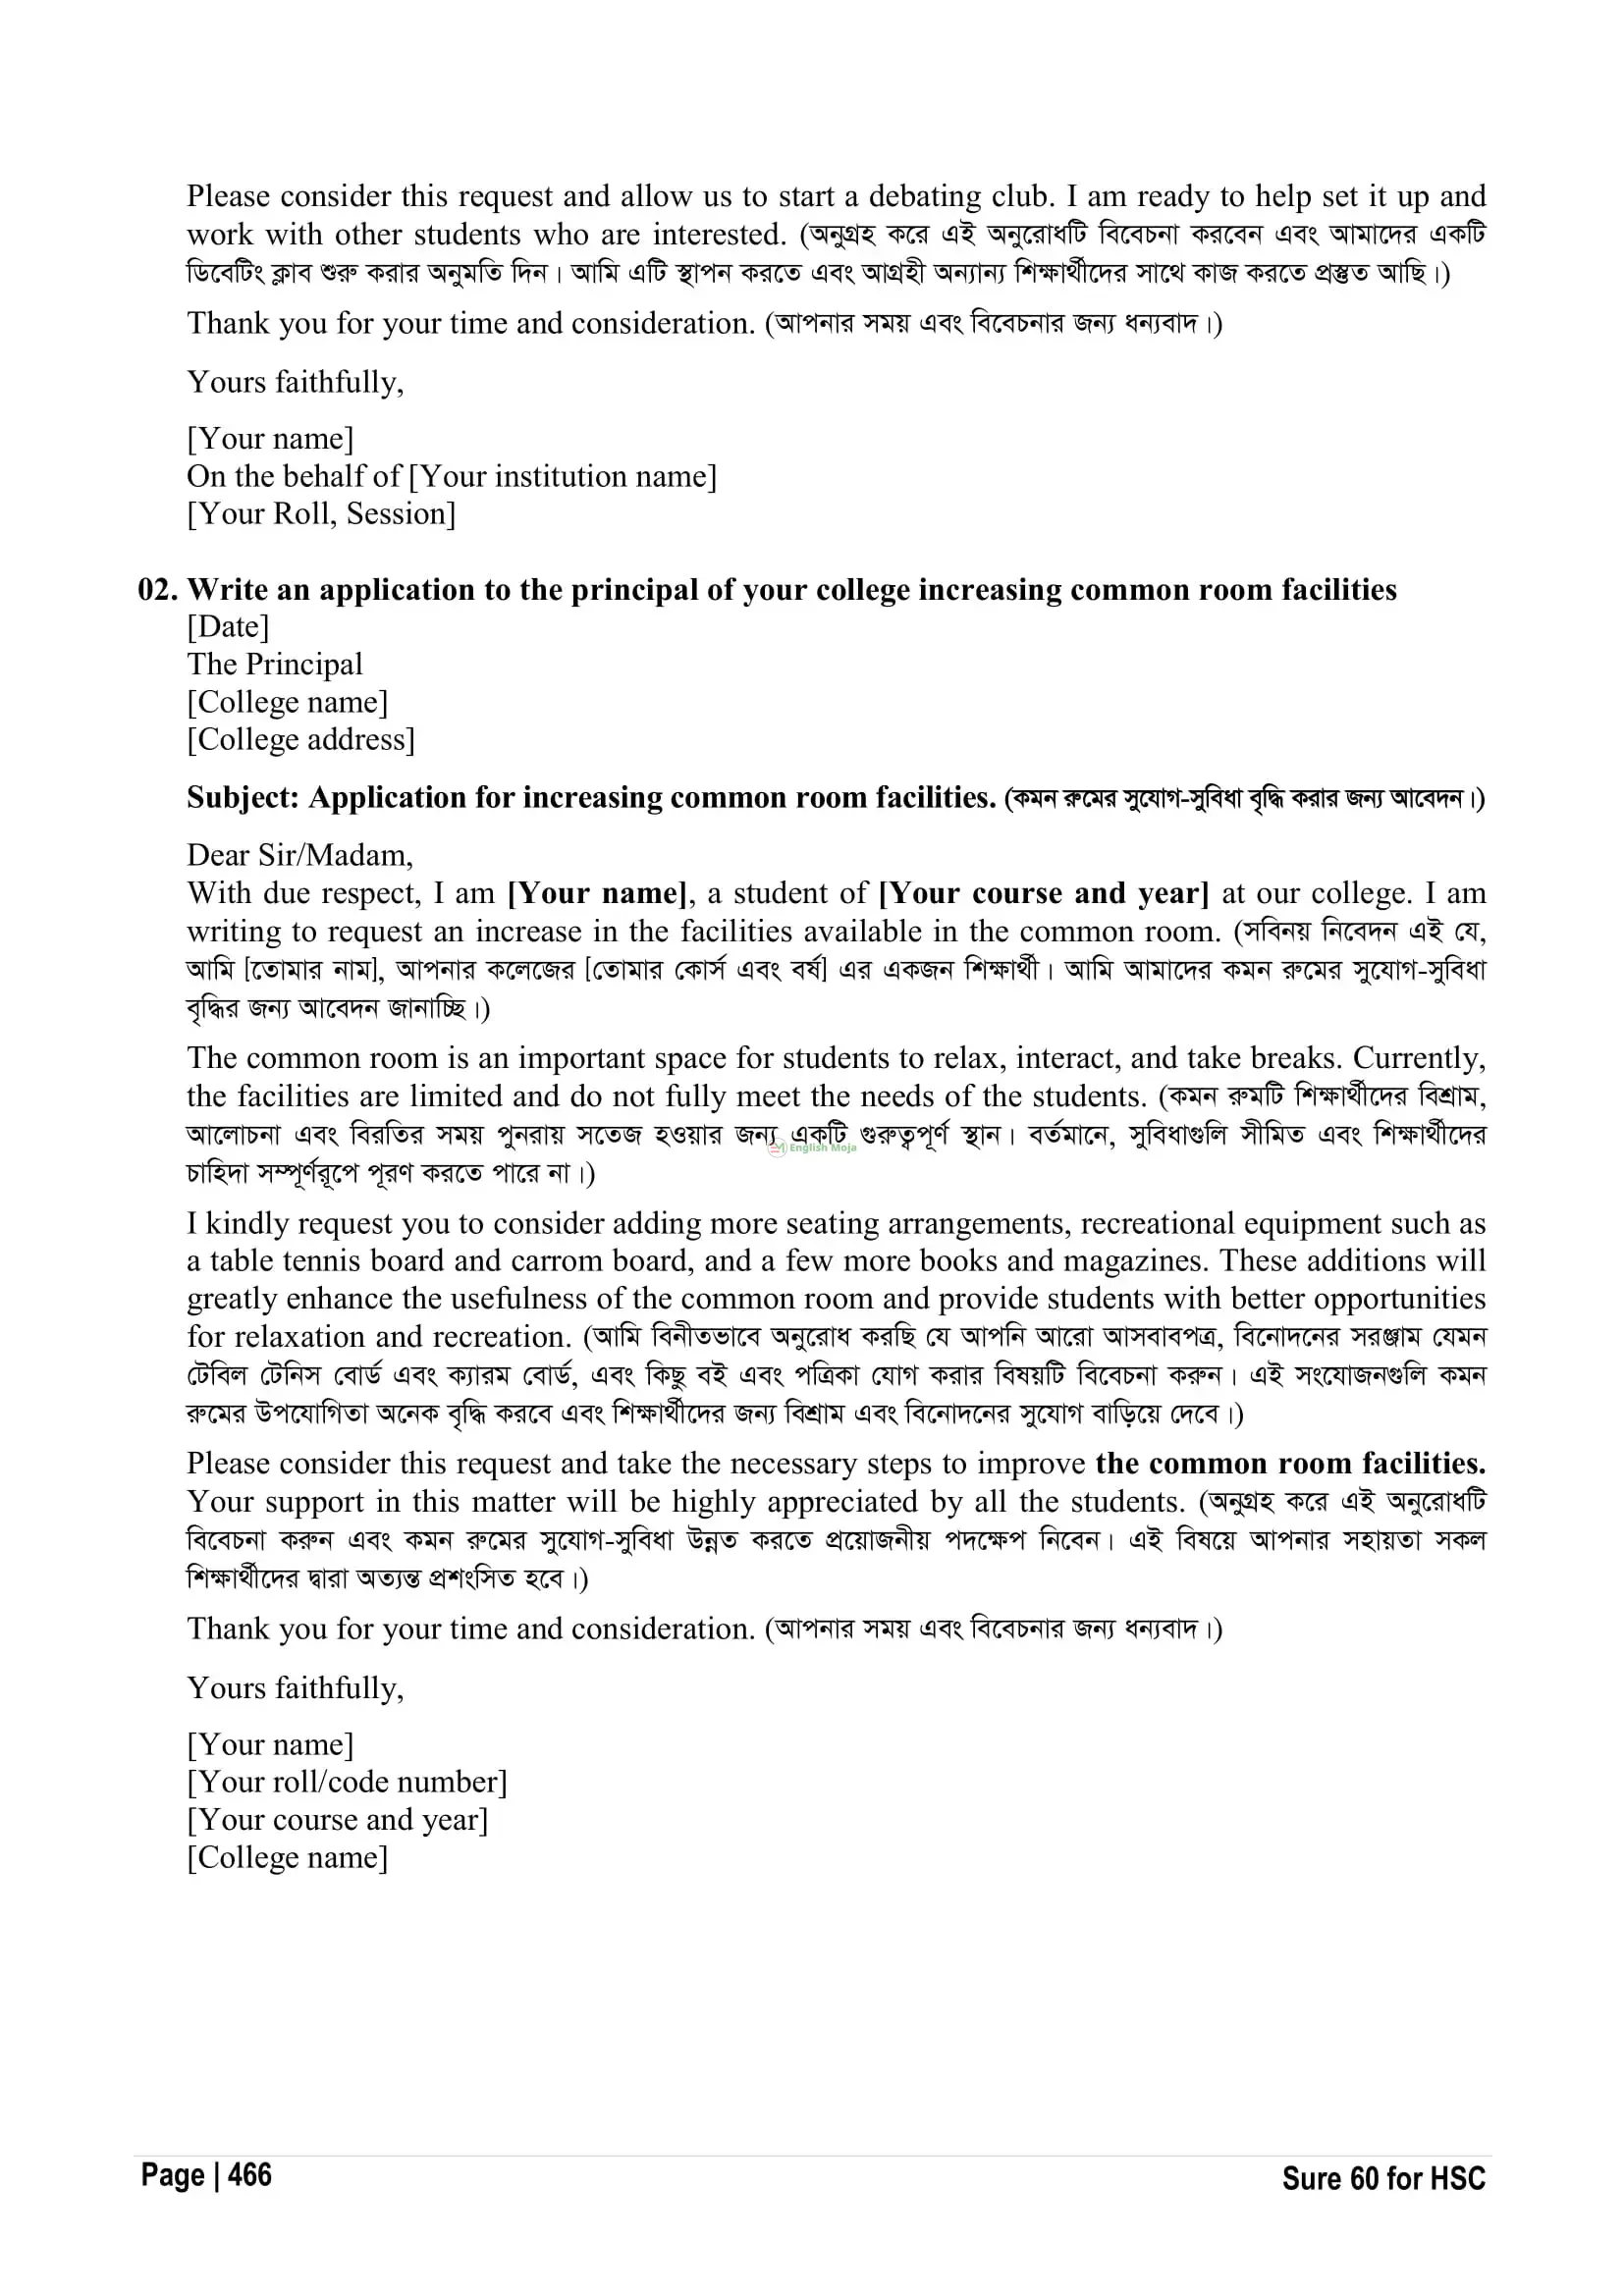 Please consider this request and allow us to start a debating club. I am ready to help set it up and
work with other students who are interested. (অনুগ্রহ করে এই অনুরোধটি বিবেচনা করবেন এবং আমাদের একটি
ডিবেটিং ক্লাব শুরু করার অনুমতি দিন। আমি এটি স্থাপন করতে এবং আগ্রহী অন্যান্য শিক্ষার্থীদের সাথে কাজ করতে প্রস্তুত আছি।)
Thank you for your time and consideration. (আপনার সময় এবং বিবেচনার জন্য ধন্যবাদ।)
Yours faithfully,
[Your name]
On the behalf of [Your institution name]
[Your Roll, Session]
02. Write an application to the principal of your college increasing common room facilities
[Date]
The Principal
[College name]
[College address]
Subject: Application for increasing common room facilities. (কমন রুমের সুযোগ-সুবিধা বৃদ্ধি করার জন্য আবেদন।)
Dear Sir/Madam,
With due respect, I am [Your name], a student of [Your course and year] at our college. I am
writing to request an increase in the facilities available in the common room. (সবিনয় নিবেদন এই যে,
আমি [তোমার নাম], আপনার কলেজের [তোমার কোর্স এবং বর্ষ] এর একজন শিক্ষার্থী। আমি আমাদের কমন রুমের সুযোগ-সুবিধা
বৃদ্ধির জন্য আবেদন জানাচ্ছি।)
The common room is an important space for students to relax, interact, and take breaks. Currently,
the facilities are limited and do not fully meet the needs of the students. (কমন রুমটি শিক্ষার্থীদের বিশ্রাম,
আলোচনা এবং বিরতির সময় পুনরায় সতেজ হওয়ার জন্য একটি গুরুত্বপূর্ণ স্থান। বর্তমানে, সুবিধাগুলি সীমিত এবং শিক্ষার্থীদের
English Moja
চাহিদা সম্পূর্ণরূপে পূরণ করতে পারে না।)
I kindly request you to consider adding more seating arrangements, recreational equipment such as
a table tennis board and carrom board, and a few more books and magazines. These additions will
greatly enhance the usefulness of the common room and provide students with better opportunities
for relaxation and recreation. (আমি বিনীতভাবে অনুরোধ করছি যে আপনি আরো আসবাবপত্র, বিনোদনের সরঞ্জাম যেমন
টেবিল টেনিস বোর্ড এবং ক্যারম বোর্ড, এবং কিছু বই এবং পত্রিকা যোগ করার বিষয়টি বিবেচনা করুন। এই সংযোজনগুলি কমন
রুমের উপযোগিতা অনেক বৃদ্ধি করবে এবং শিক্ষার্থীদের জন্য বিশ্রাম এবং বিনোদনের সুযোগ বাড়িয়ে দেবে।)
Please consider this request and take the necessary steps to improve the common room facilities.
Your support in this matter will be highly appreciated by all the students. (অনুগ্রহ করে এই অনুরোধটি
বিবেচনা করুন এবং কমন রুমের সুযোগ-সুবিধা উন্নত করতে প্রয়োজনীয় পদক্ষেপ নিবেন। এই বিষয়ে আপনার সহায়তা সকল
শিক্ষার্থীদের দ্বারা অত্যন্ত প্রশংসিত হবে।)
Thank you for your time and consideration. (আপনার সময় এবং বিবেচনার জন্য ধন্যবাদ।)
Yours faithfully,
[Your name]
[Your roll/code number]
[Your course and year]
[College name]
Page | 466
Sure 60 for HSC